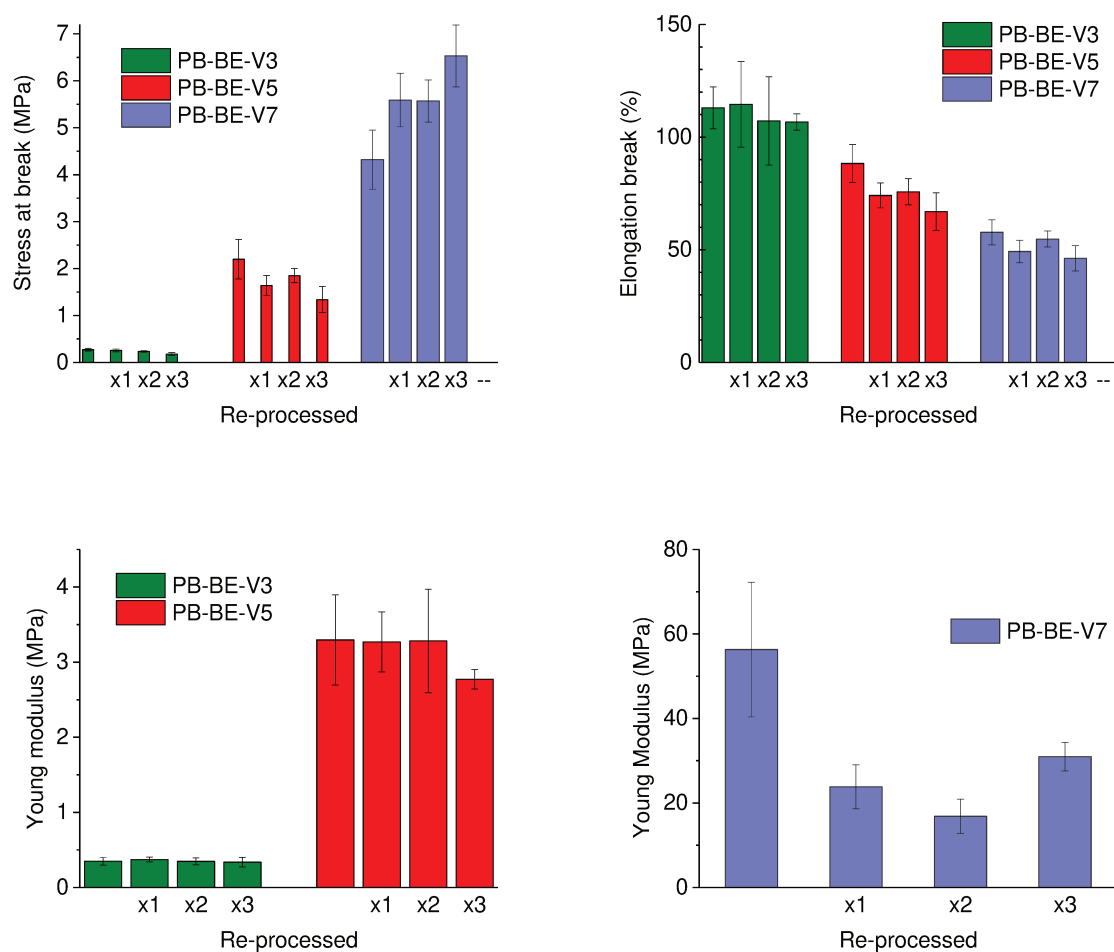 7
6
5
4
3
2
1
0
Stress at break (MPa)
PB-BE-V3
PB-BE-V5
PB-BE-V7
x1 x2 x3
x1 x2 x3
x1 x2 x3 --
Re-processed
150
100
50
0
Elongation break (%)
PB-BE-V3
PB-BE-V5
PB-BE-V7
x1 x2 x3
x1 x2 x3
x1 x2 x3 --
Re-processed
4
3
2
1
0
Young modulus (MPa)
PB-BE-V3
PB-BE-V5
x1 x2 x3
x1 x2 x3
Re-processed
80
60
40
20
0
Young Modulus (MPa)
PB-BE-V7
x1 x2 x3
Re-processed